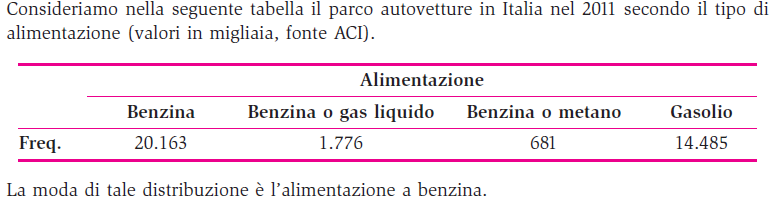 Consideriamo nella seguente tabella il parco autovetture in Italia nel 2011 secondo il tipo di
alimentazione (valori in migliaia, fonte ACI).
Alimentazione
Benzina Benzina o gas liquido Benzina o metano Gasolio
Freq. 20.163 1.776 681 14.485
La moda di tale distribuzione è l'alimentazione a benzina.